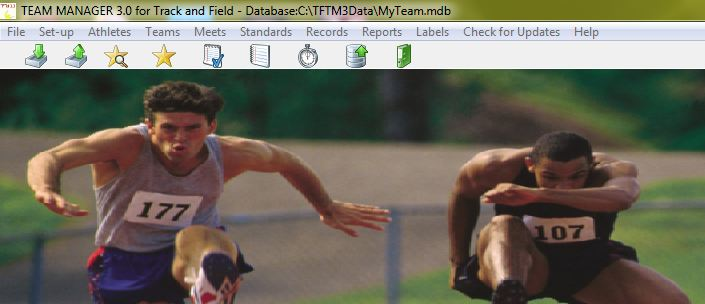 TEAM MANAGER 3.0 for Track and Field - Database:C:\TFTM3Data\MyTeam.mdb
File Set-up Athletes Teams Meets Standards Records Reports Labels Check for Updates Help
177
107